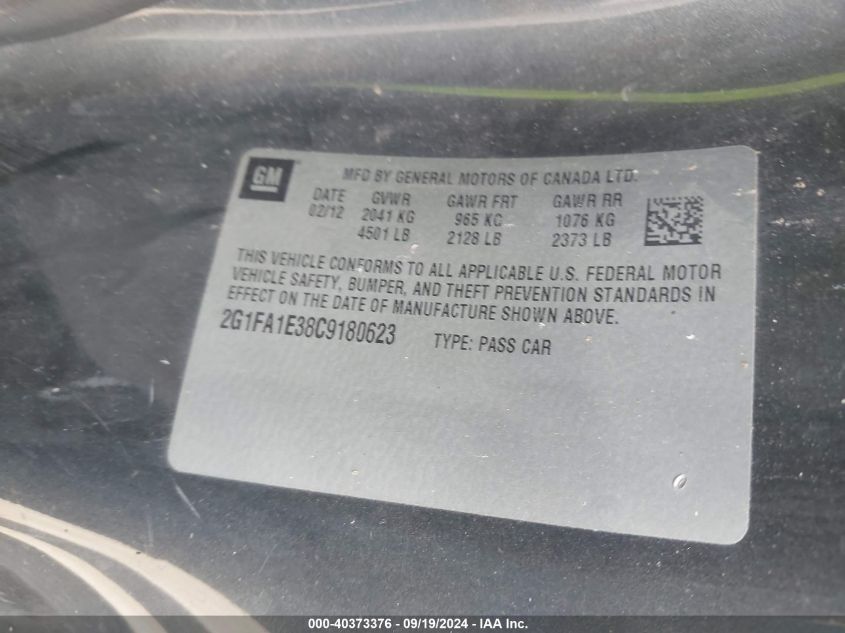 GM
MFD BY GENERAL MOTORS OF CANADA LTD.
DATE GVWR GAWR FRT GAWR RR
02/12 2041 KG 965 KG 1076 KG
4501 LB 2128 LB 2373 LB
THIS VEHICLE CONFORMS TO ALL APPLICABLE U.S. FEDERAL MOTOR
VEHICLE SAFETY, BUMPER, AND THEFT PREVENTION STANDARDS IN
EFFECT ON THE DATE OF MANUFACTURE SHOWN ABOVE.
2G1FA1E38C9180623 TYPE: PASS CAR
000-40373376 - 09/19/2024 - IAA Inc.